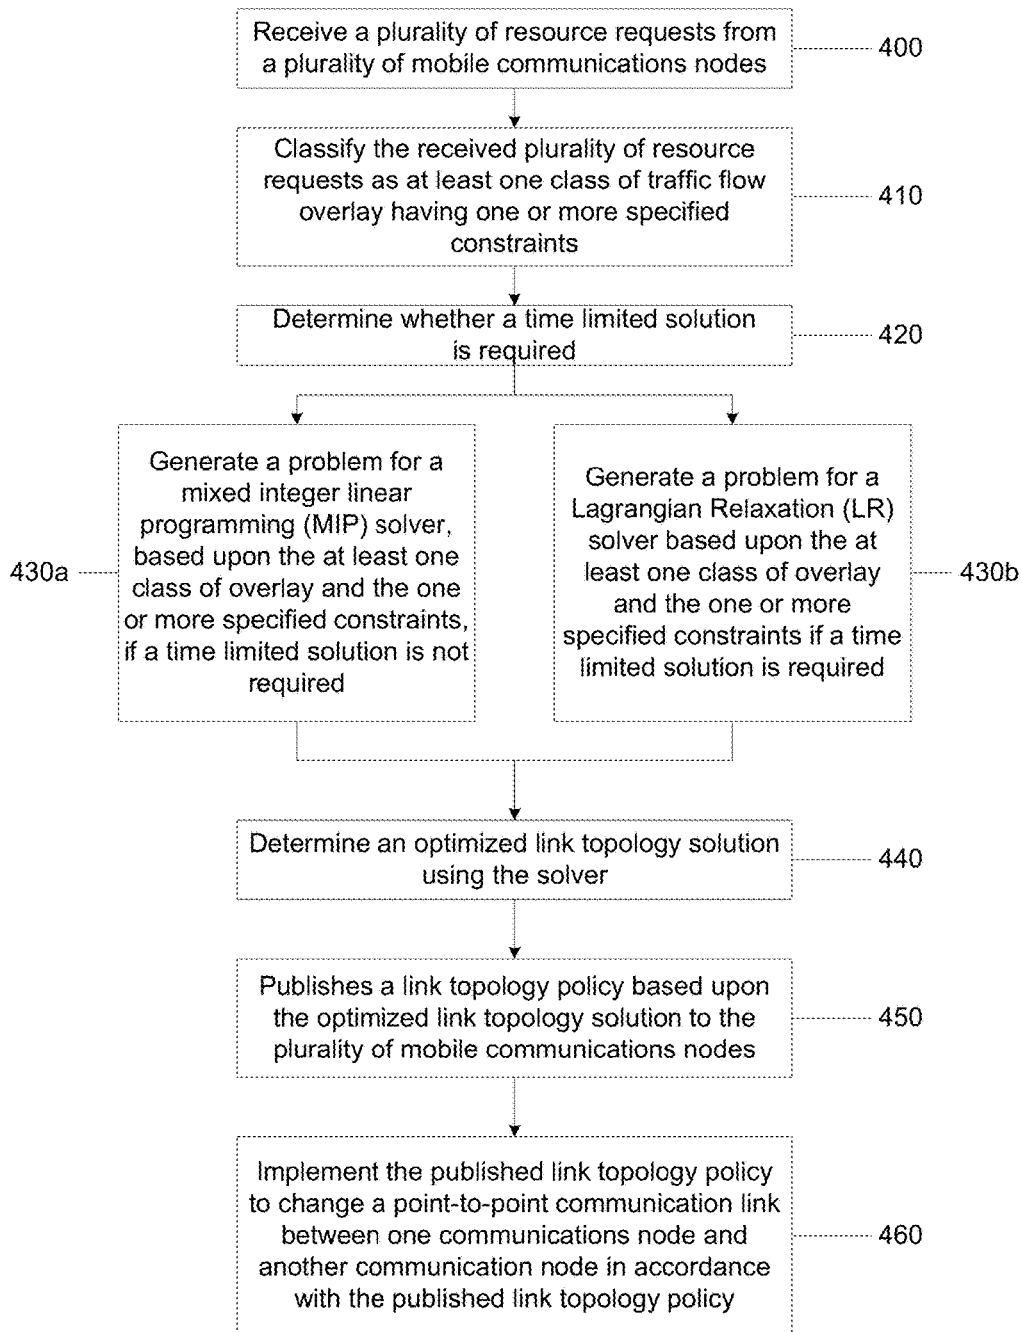 Receive a plurality of resource requests from
a plurality of mobile communications nodes
400
Classify the received plurality of resource
requests as at least one class of traffic flow
overlay having one or more specified
constraints
410
Determine whether a time limited solution
is required
420
430a
Generate a problem for a
mixed integer linear
programming (MIP) solver,
based upon the at least one
class of overlay and the one
or more specified constraints,
if a time limited solution is not
required
Generate a problem for a
Lagrangian Relaxation (LR)
solver based upon the at
least one class of overlay
and the one or more
specified constraints if a time
limited solution is required
430b
Determine an optimized link topology solution
using the solver
440
Publishes a link topology policy based upon
the optimized link topology solution to the
plurality of mobile communications nodes
450
Implement the published link topology policy
to change a point-to-point communication link
between one communications node and
another communication node in accordance
with the published link topology policy
460